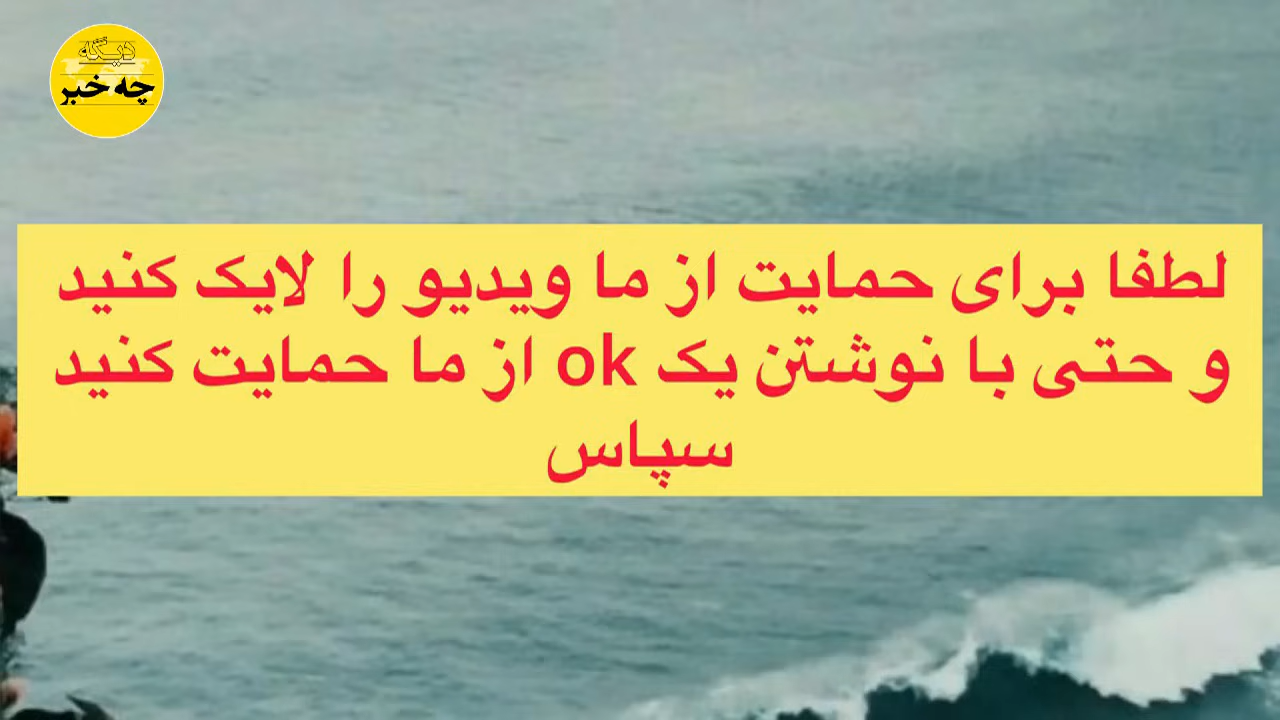 دیگه
چه خبر
لطفا برای حمایت از ما ویدیو را لایک کنید
و حتی با نوشتن یک ok از ما حمایت کنید
سپاس